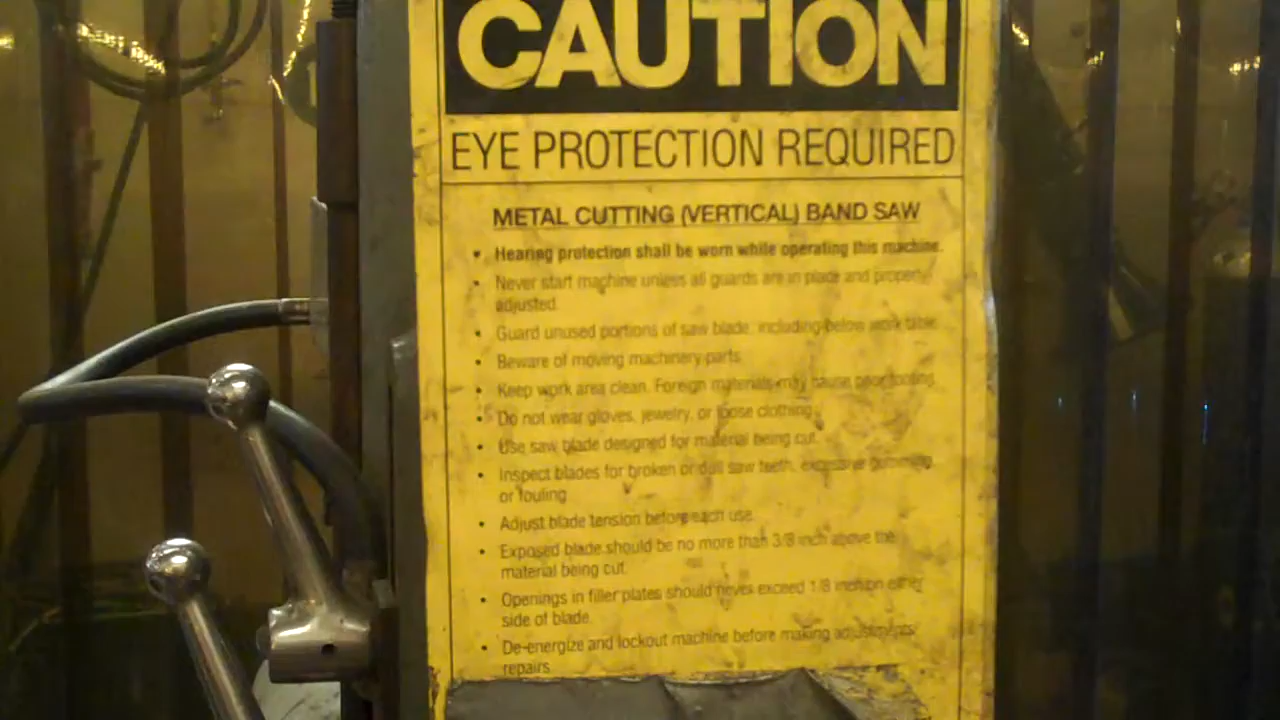 CAUTION
EYE PROTECTION REQUIRED
METAL CUTTING (VERTICAL) BAND SAW
• Hearing protection shall be worn while operating this machine.
• Never start machine unless all guards are in place and properly
adjusted.
• Guard unused portions of saw blade, including below work table.
• Beware of moving machinery parts.
• Keep work area clean. Foreign materials may cause poor footing.
• Do not wear gloves, jewelry, or loose clothing.
• Use saw blade designed for material being cut.
• Inspect blades for broken or dull saw teeth, excessive gumming,
or fouling.
• Adjust blade tension before each use.
• Exposed blade should be no more than 3/8 inch above the
material being cut.
• Openings in filler plates should never exceed 1/8 inch on either
side of blade.
• De-energize and lockout machine before making adjustments
repairs.